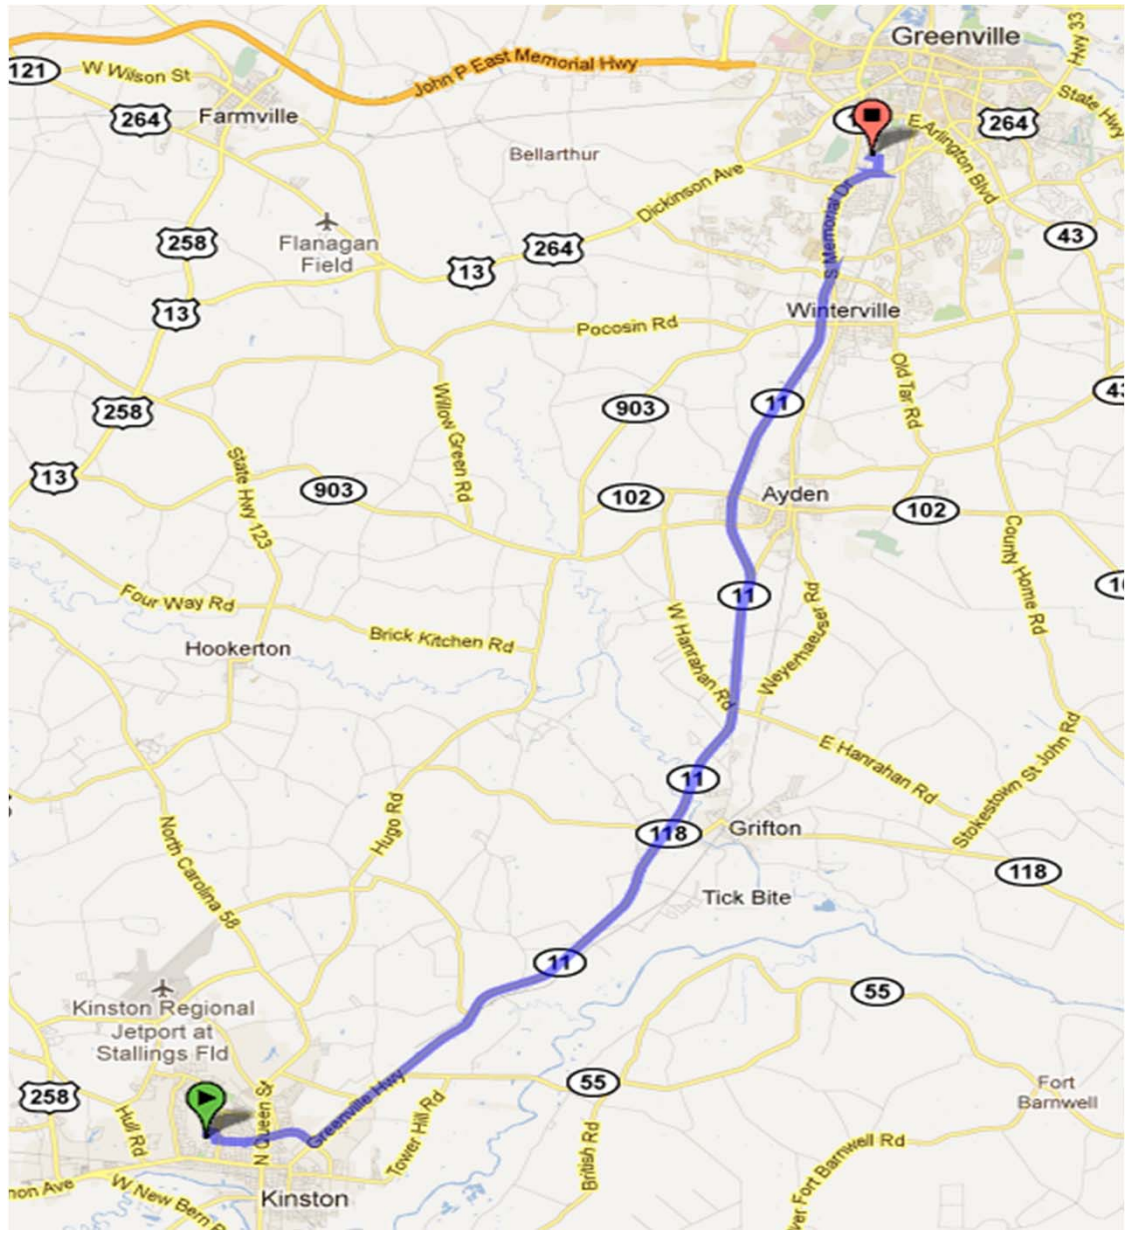 Greenville
Hwy 33
John P East Memorial Hwy
121
W Wilson St
Farmville
264
State Hwy
264
E Arlington Blvd
Bellarthur
Dickinson Ave
S Memorial Dr
43
258
Flanagan
Field
264
13
13
Winterville
Pocosin Rd
Old Tar Rd
258
Willow Green Rd
903
11
13
State Hwy 123
903
102
Ayden
102
County Home Rd
11
Four Way Rd
Brick Kitchen Rd
W Hanrahan Rd
Weyerhaeuser Rd
Hookerton
E Hanrahan Rd
Stokestown St John Rd
11
Hugo Rd
North Carolina 58
118
Grifton
118
Tick Bite
11
55
Kinston Regional
Jetport at
Stallings Fld
258
Hull Rd
N Queen St
Greenville Hwy
Tower Hill Rd
55
British Rd
Fort
Barnwell
Fort Barnwell Rd
non Ave
W New Bern
Kinston